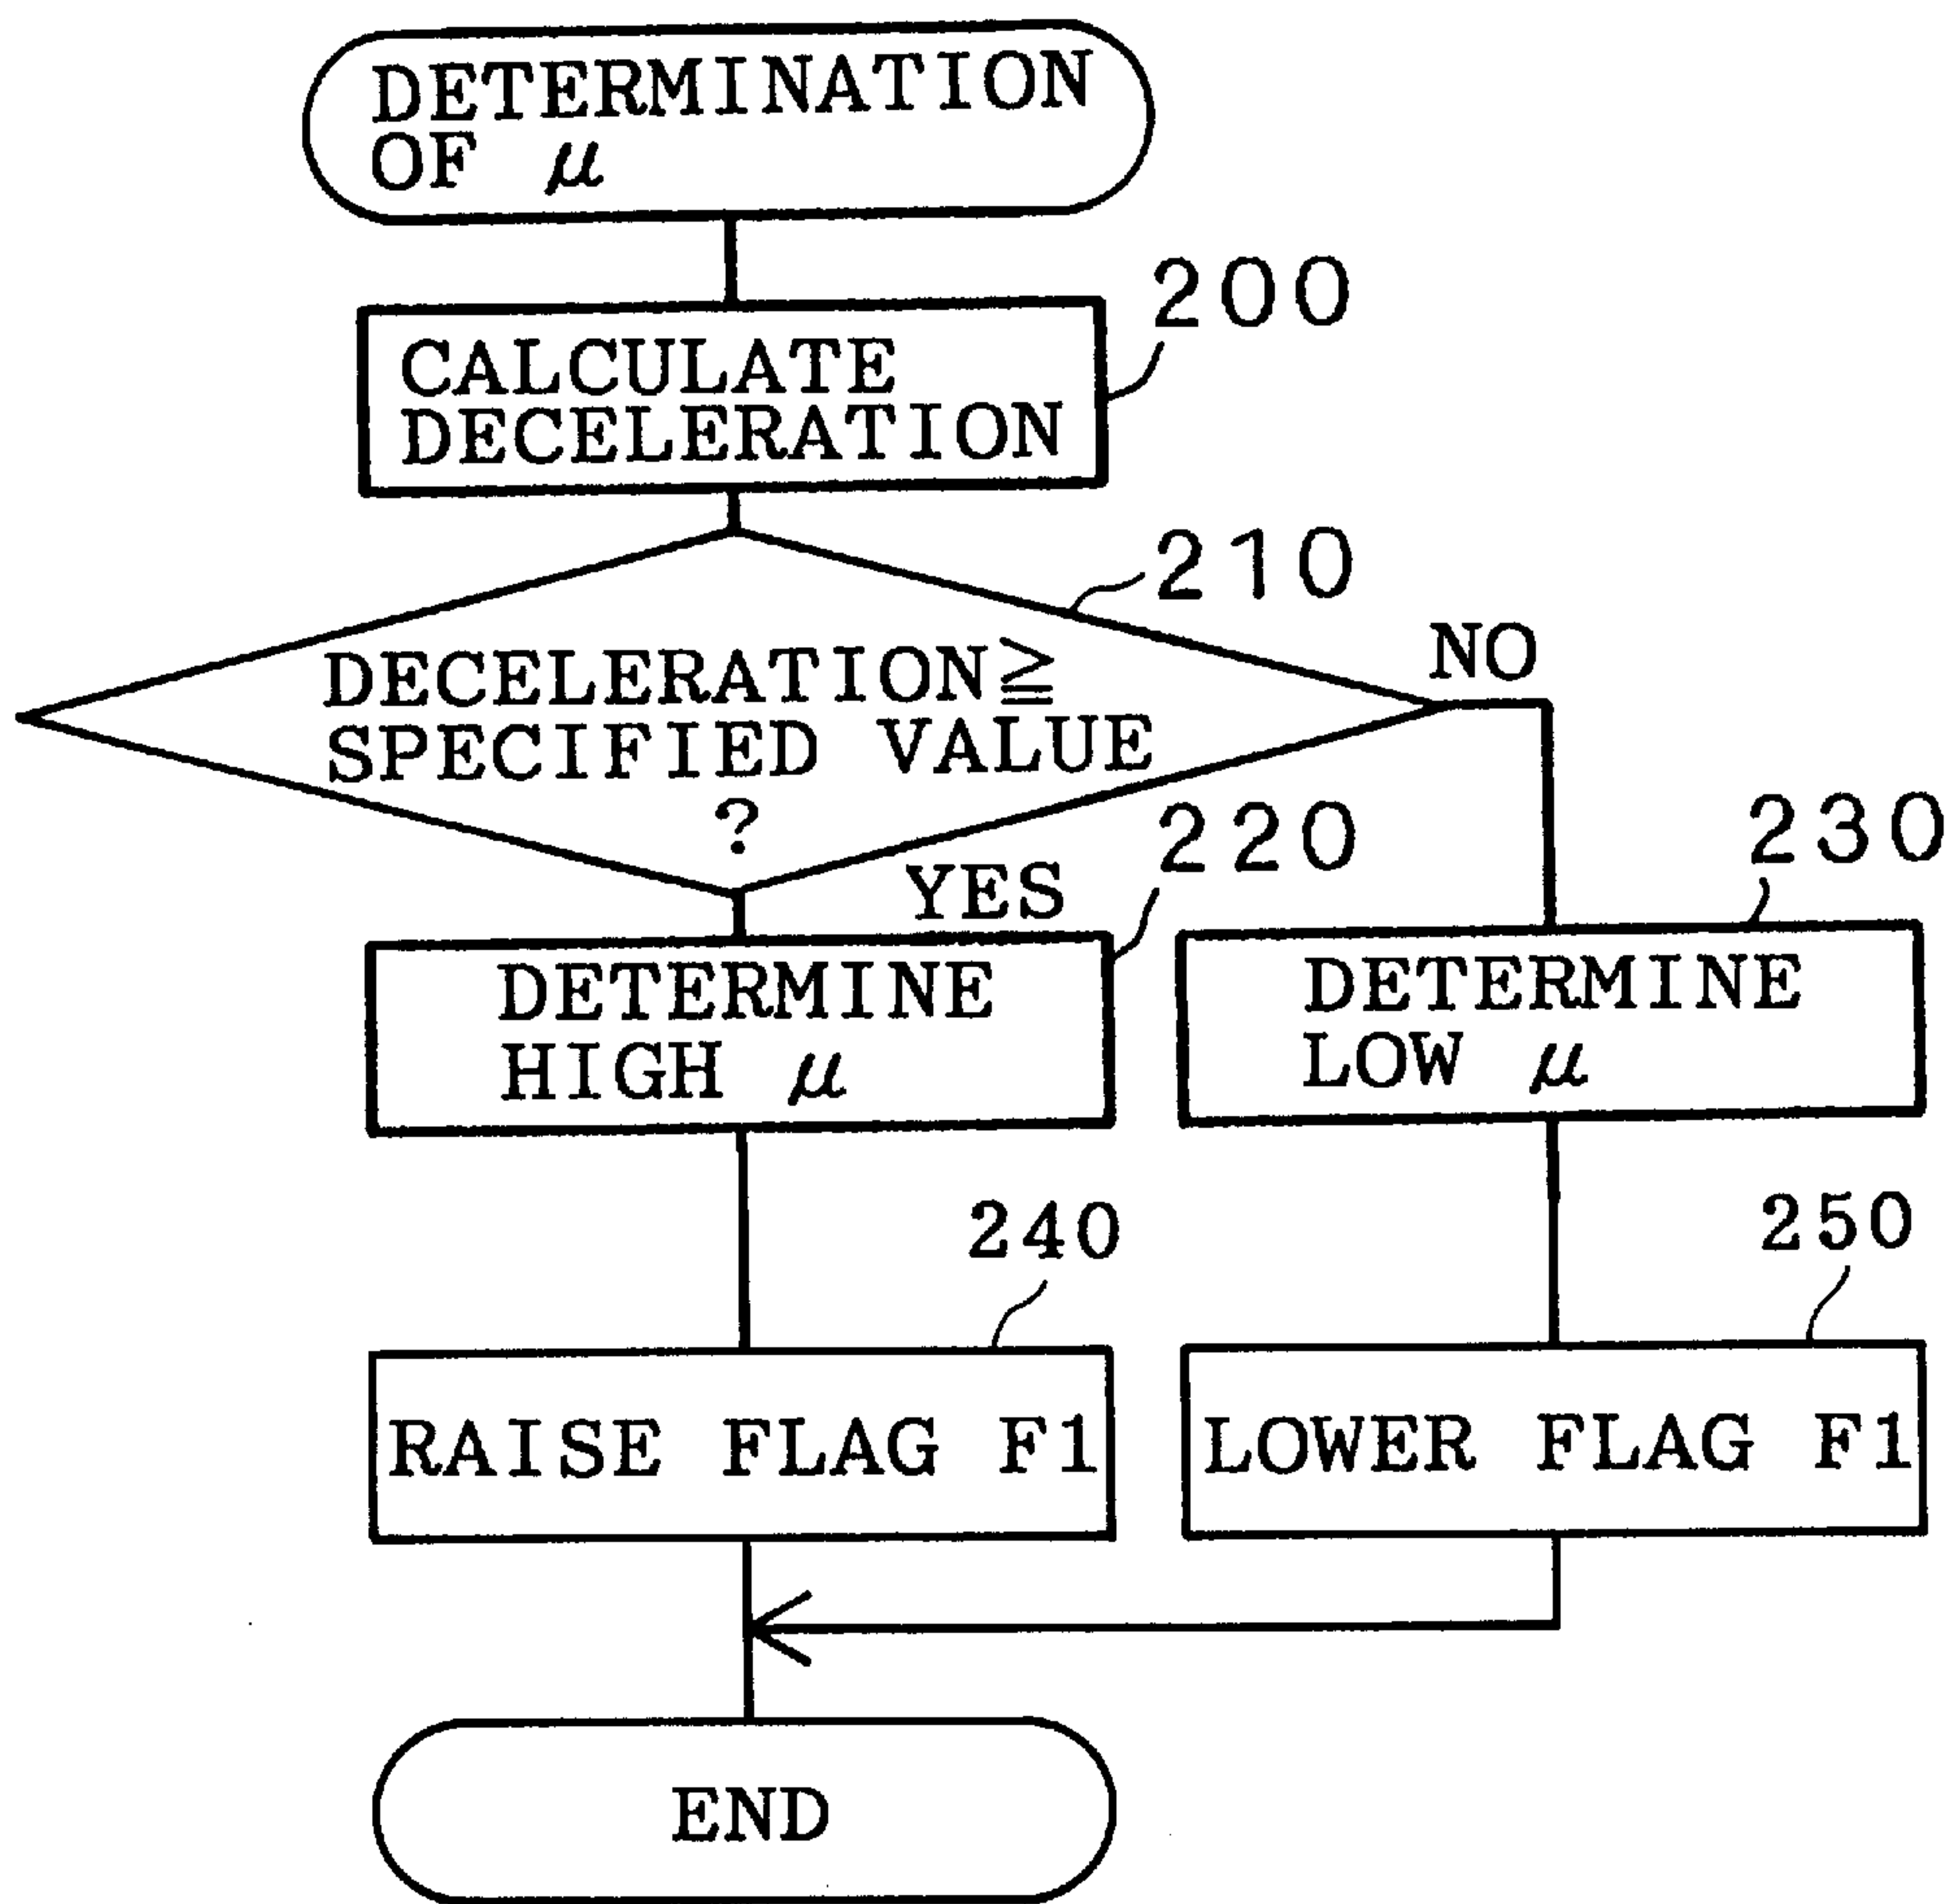 DETERMINATION
OF μ
200
CALCULATE
DECELERATION
210
DECELERATION≧
SPECIFIED VALUE
?
NO
YES
220
230
DETERMINE
HIGH μ
DETERMINE
LOW μ
240
250
RAISE FLAG F1
LOWER FLAG F1
END